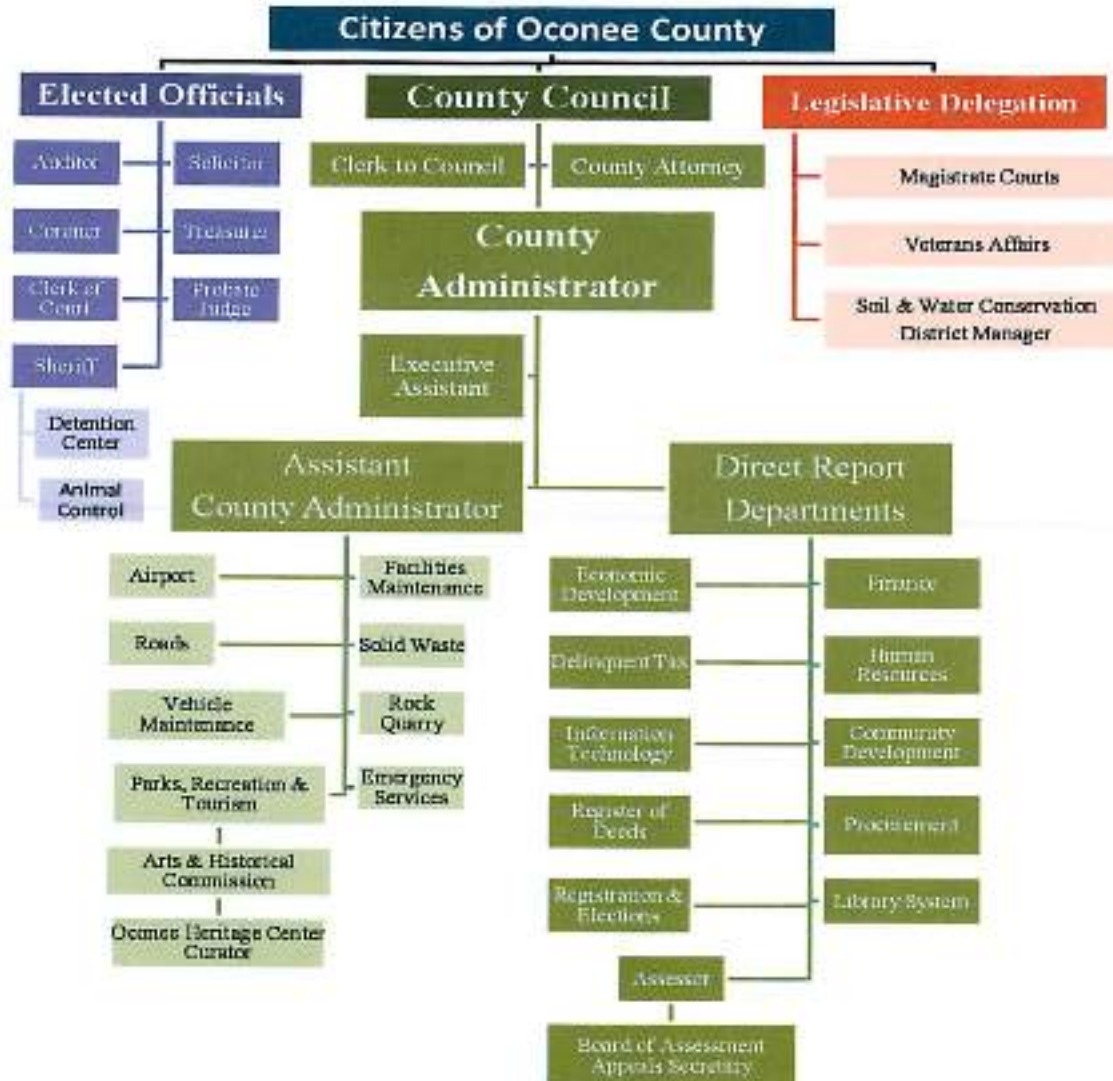 Citizens of Oconee County
Elected Officials
County Council
Legislative Delegation
Auditor
Solicitor
Clerk to Council
County Attorney
Magistrate Courts
Coroner
Treasurer
County
Administrator
Veterans Affairs
Clerk of
Court
Probate
Judge
Soil & Water Conservation
District Manager
Sheriff
Executive
Assistant
Detention
Center
Animal
Control
Assistant
County Administrator
Direct Report
Departments
Airport
Facilities
Maintenance
Economic
Development
Finance
Roads
Solid Waste
Delinquent Tax
Human
Resources
Vehicle
Maintenance
Rock
Quarry
Information
Technology
Community
Development
Parks, Recreation &
Tourism
Emergency
Services
Register of
Deeds
Procurement
Arts & Historical
Commission
Registration &
Elections
Library System
Oconee Heritage Center
Curator
Assessor
Board of Assessment
Appeals Secretary